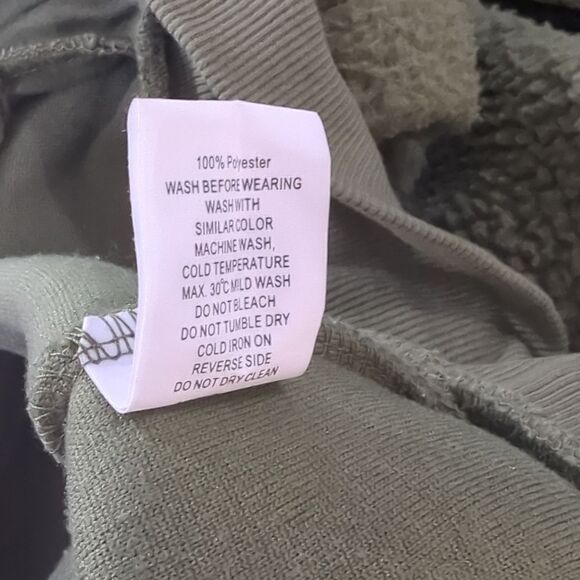 100% Polyester
WASH BEFORE WEARING
WASH WITH
SIMILAR COLOR
MACHINE WASH,
COLD TEMPERATURE
MAX. 30°C MILD WASH
DO NOT BLEACH
DO NOT TUMBLE DRY
COLD IRON ON
REVERSE SIDE
DO NOT DRY CLEAN